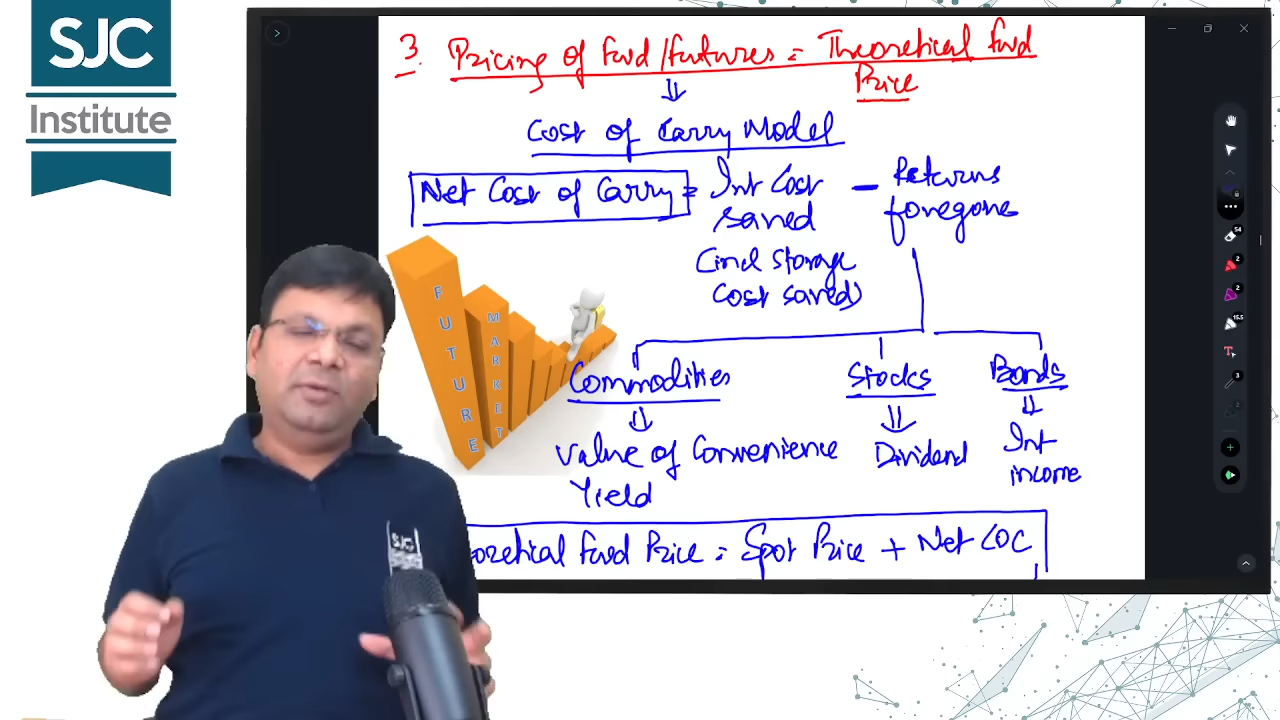 SJC
Institute
3. Pricing of Fwd/Futures = Theoretical Fwd
Price
Cost of Carry Model
Net Cost of Carry = Int Cost saved - Returns foregone
(incl storage
cost saved)
FUTURE
MARKET
Commodities
Stocks
Bonds
Value of Convenience
Yield
Dividend
Int
income
oretical Fwd Price = Spot Price + Net COC
SJC